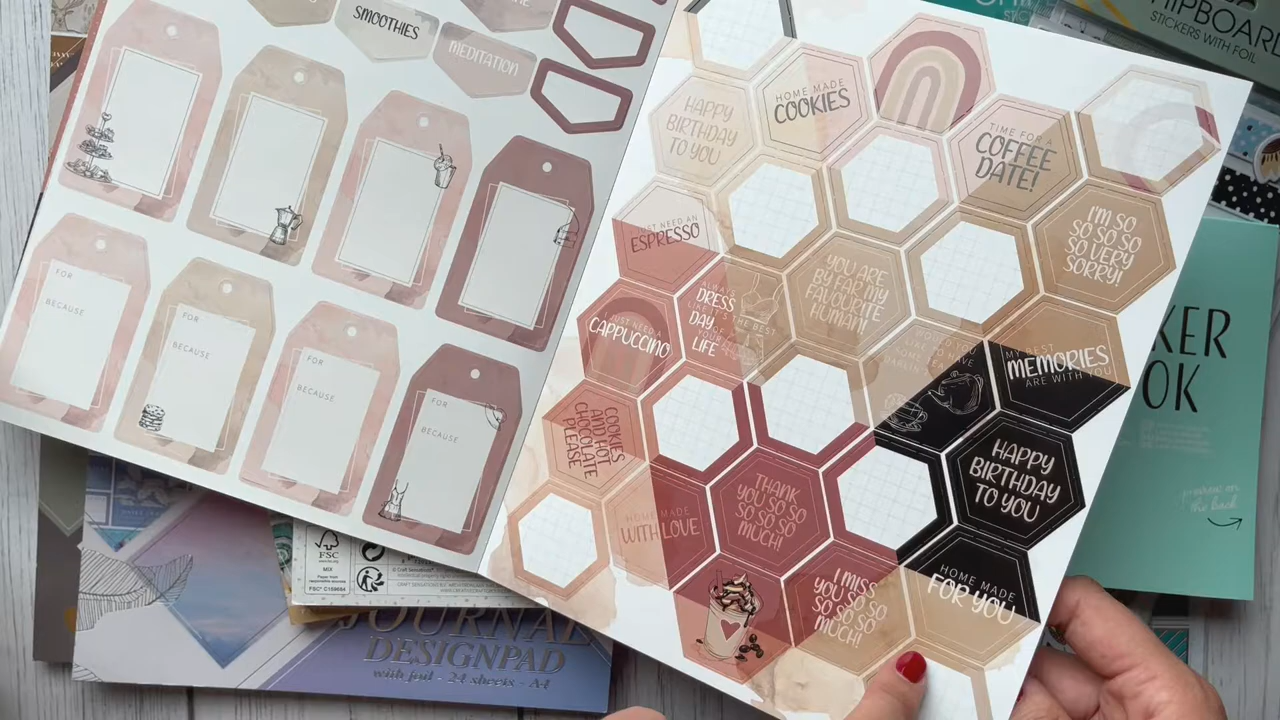 SMOOTHIES
MEDITATION
FOR
BECAUSE
FOR
BECAUSE
FOR
BECAUSE
FOR
BECAUSE
HAPPY
BIRTHDAY
TO YOU
HOME MADE
COOKIES
TIME FOR A
COFFEE
DATE!
I'M SO
SO SO SO
SO VERY
SORRY!
I JUST NEED AN
ESPRESSO
YOU ARE
BY FAR MY
FAVOURITE
HUMAN!
ALWAYS
DRESS
LIKE IT'S THE BEST
DAY
OF
YOUR
LIFE
I JUST NEED A
CAPPUCCINO
MY BEST
MEMORIES
ARE WITH YOU
COOKIES
AND HOT
CHOCOLATE
PLEASE
HAPPY
BIRTHDAY
TO YOU
THANK
YOU SO SO
SO SO SO
MUCH!
HOME MADE
WITH LOVE
I MISS
YOU SO SO
SO SO SO
MUCH!
HOME MADE
FOR YOU
STICKERS WITH FOIL
FSC
MIX
FSC® C159664
JOURNAL
DESIGNPAD
with foil - 24 sheets - A4